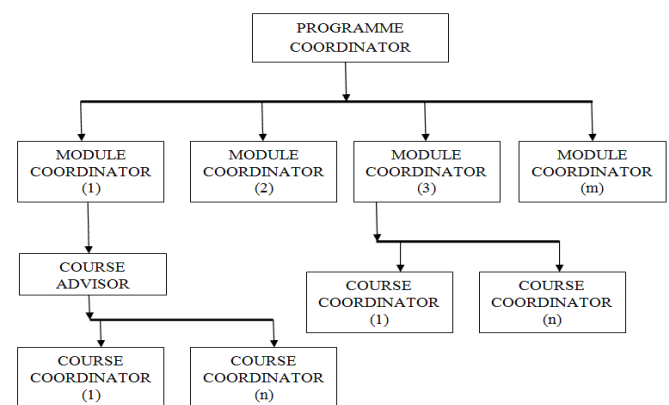 PROGRAMME
COORDINATOR
MODULE
COORDINATOR
(1)
MODULE
COORDINATOR
(2)
MODULE
COORDINATOR
(3)
MODULE
COORDINATOR
(m)
COURSE
ADVISOR
COURSE
COORDINATOR
(1)
COURSE
COORDINATOR
(n)
COURSE
COORDINATOR
(1)
COURSE
COORDINATOR
(n)